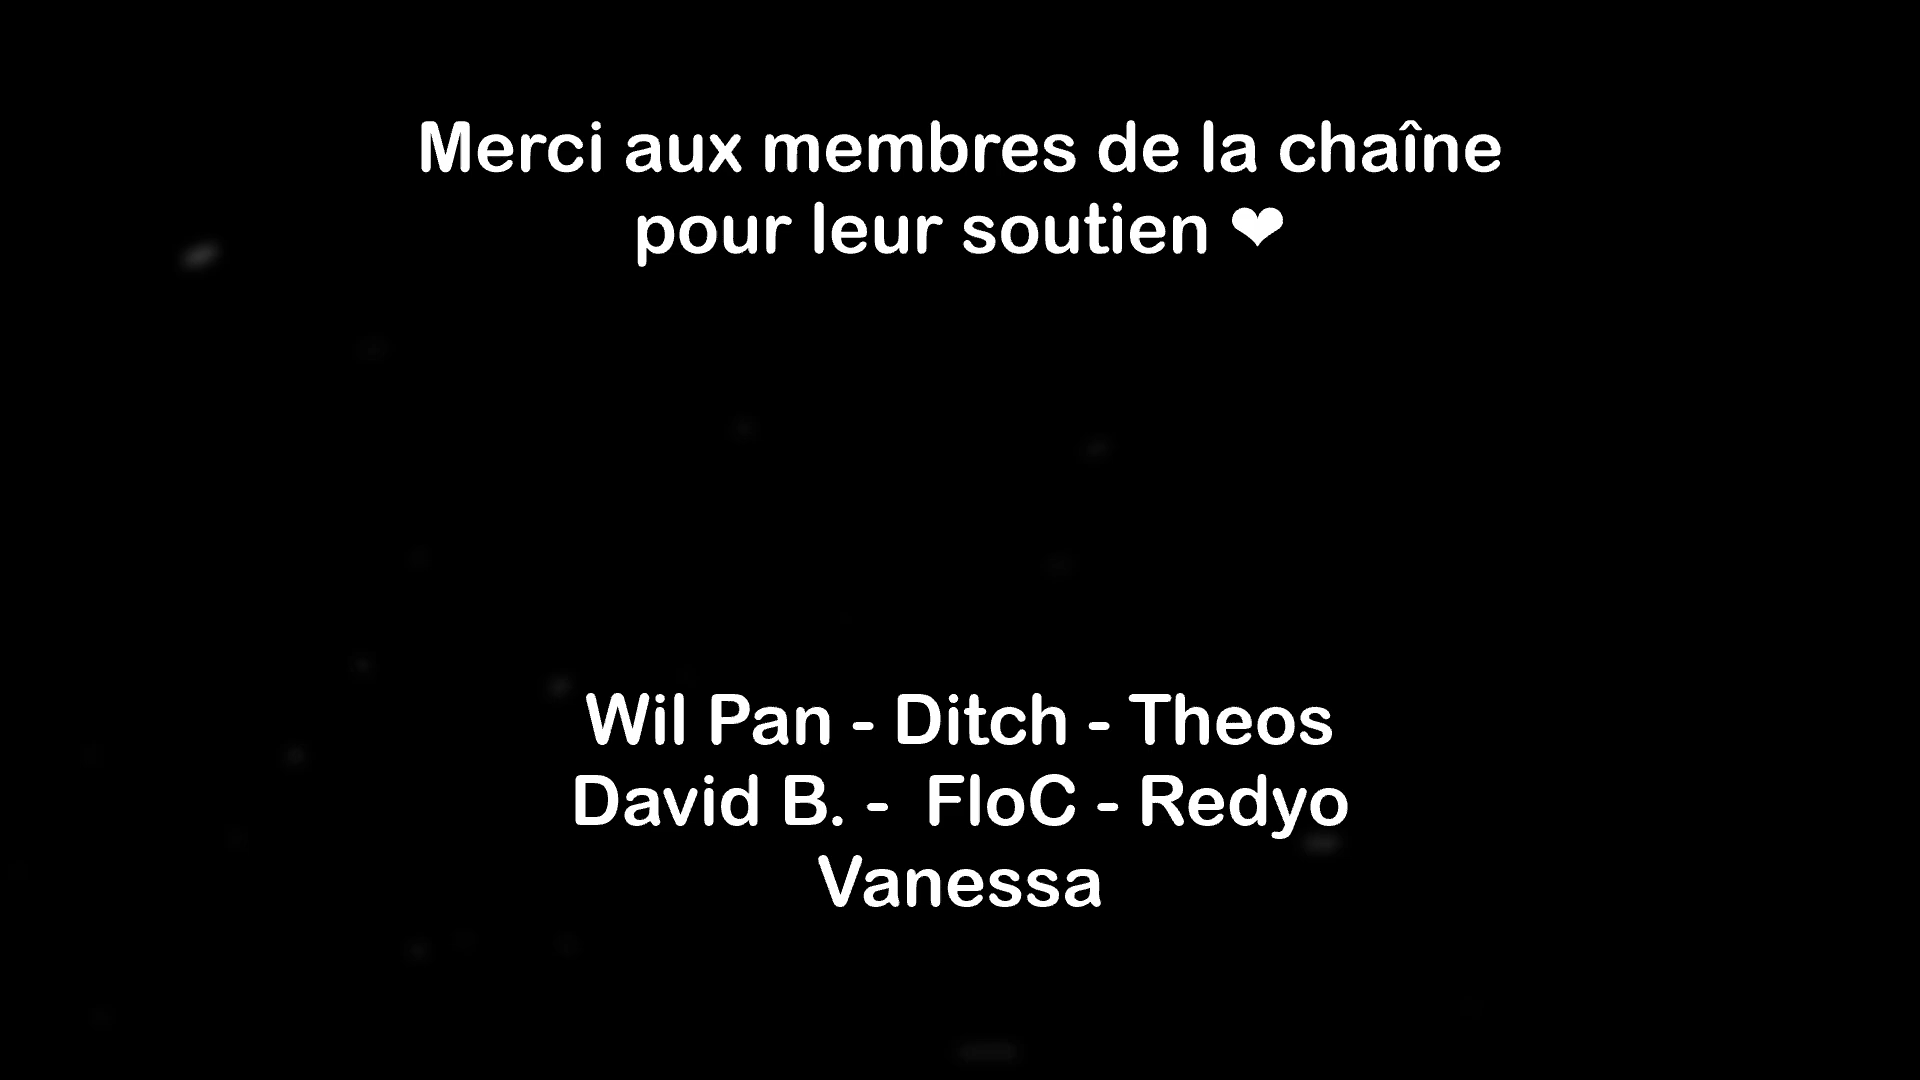 Merci aux membres de la chaîne
pour leur soutien ❤
Wil Pan - Ditch - Theos
David B. -  FloC - Redyo
Vanessa